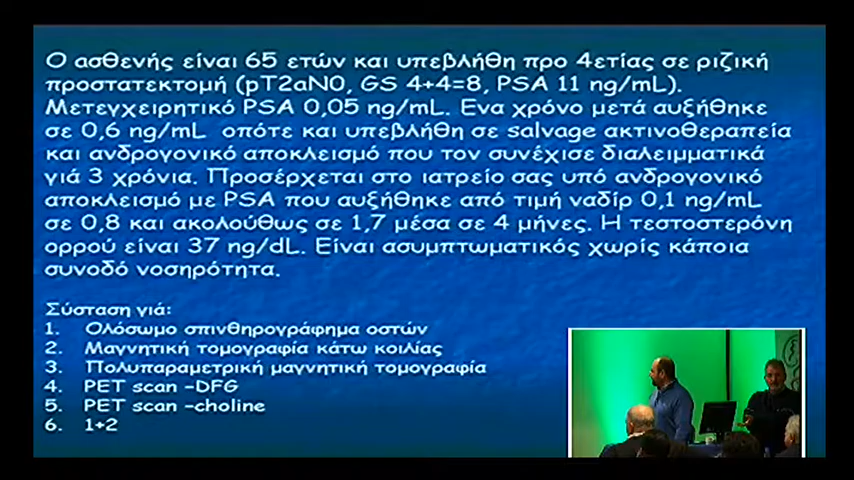 Ο ασθενής είναι 65 ετών και υπεβλήθη προ 4ετίας σε ριζική
προστατεκτομή (pT2aN0, GS 4+4=8, PSA 11 ng/mL).
Μετεγχειρητικό PSA 0,05 ng/mL. Ενα χρόνο μετά αυξήθηκε
σε 0,6 ng/mL οπότε και υπεβλήθη σε salvage ακτινοθεραπεία
και ανδρογονικό αποκλεισμό που τον συνέχισε διαλειμματικά
γιά 3 χρόνια. Προσέρχεται στο ιατρείο σας υπό ανδρογονικό
αποκλεισμό με PSA που αυξήθηκε από τιμή ναδίρ 0,1 ng/mL
σε 0,8 και ακολούθως σε 1,7 μέσα σε 4 μήνες. Η τεστοστερόνη
ορρού είναι 37 ng/dL. Είναι ασυμπτωματικός χωρίς κάποια
συνοδό νοσηρότητα.
Σύσταση γιά:
1. Ολόσωμο σπινθηρογράφημα οστών
2. Μαγνητική τομογραφία κάτω κοιλίας
3. Πολυπαραμετρική μαγνητική τομογραφία
4. PET scan –DFG
5. PET scan –choline
6. 1+2